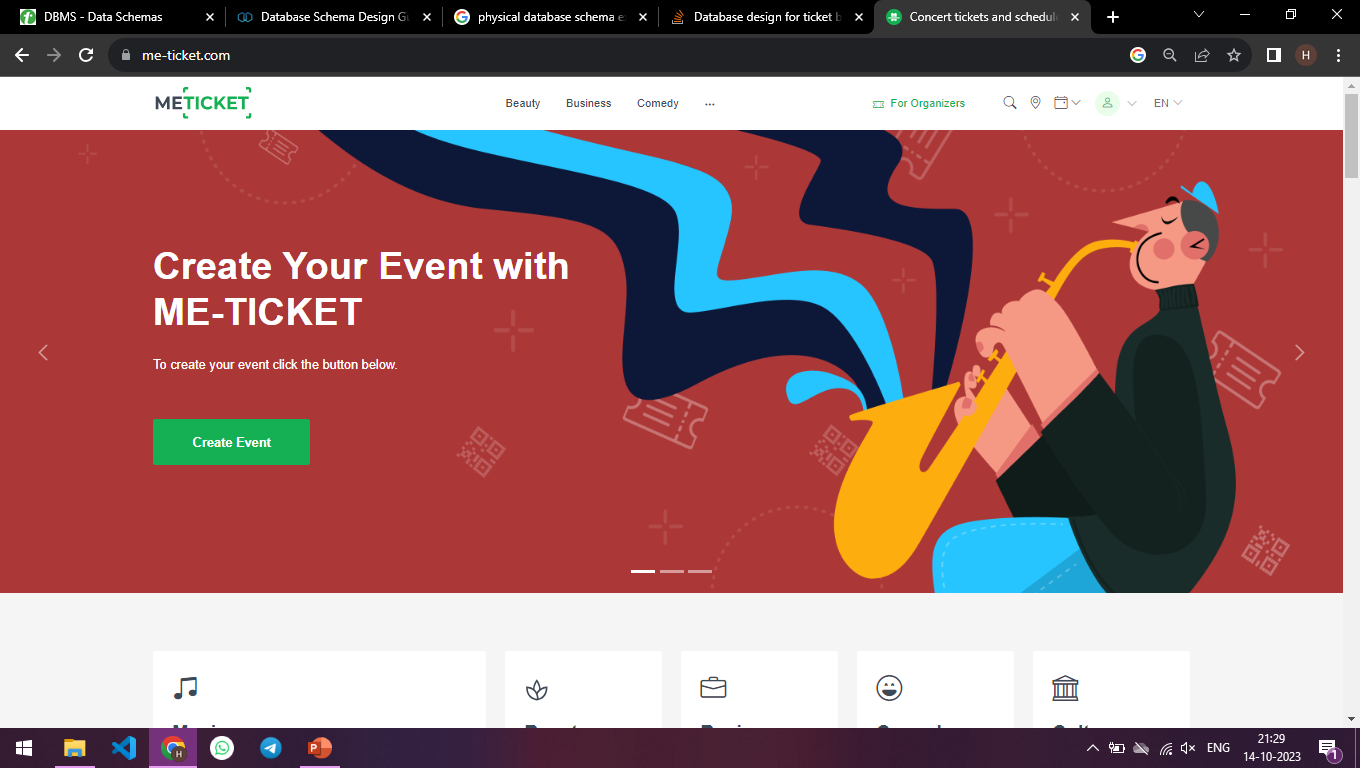 DBMS - Data Schemas
Database Schema Design Gu
physical database schema e
Database design for ticket b
Concert tickets and schedule
me-ticket.com
H
METICKET
Beauty
Business
Comedy
...
For Organizers
EN
Create Your Event with
ME-TICKET
To create your event click the button below.
Create Event
H
ENG
21:29
14-10-2023
1